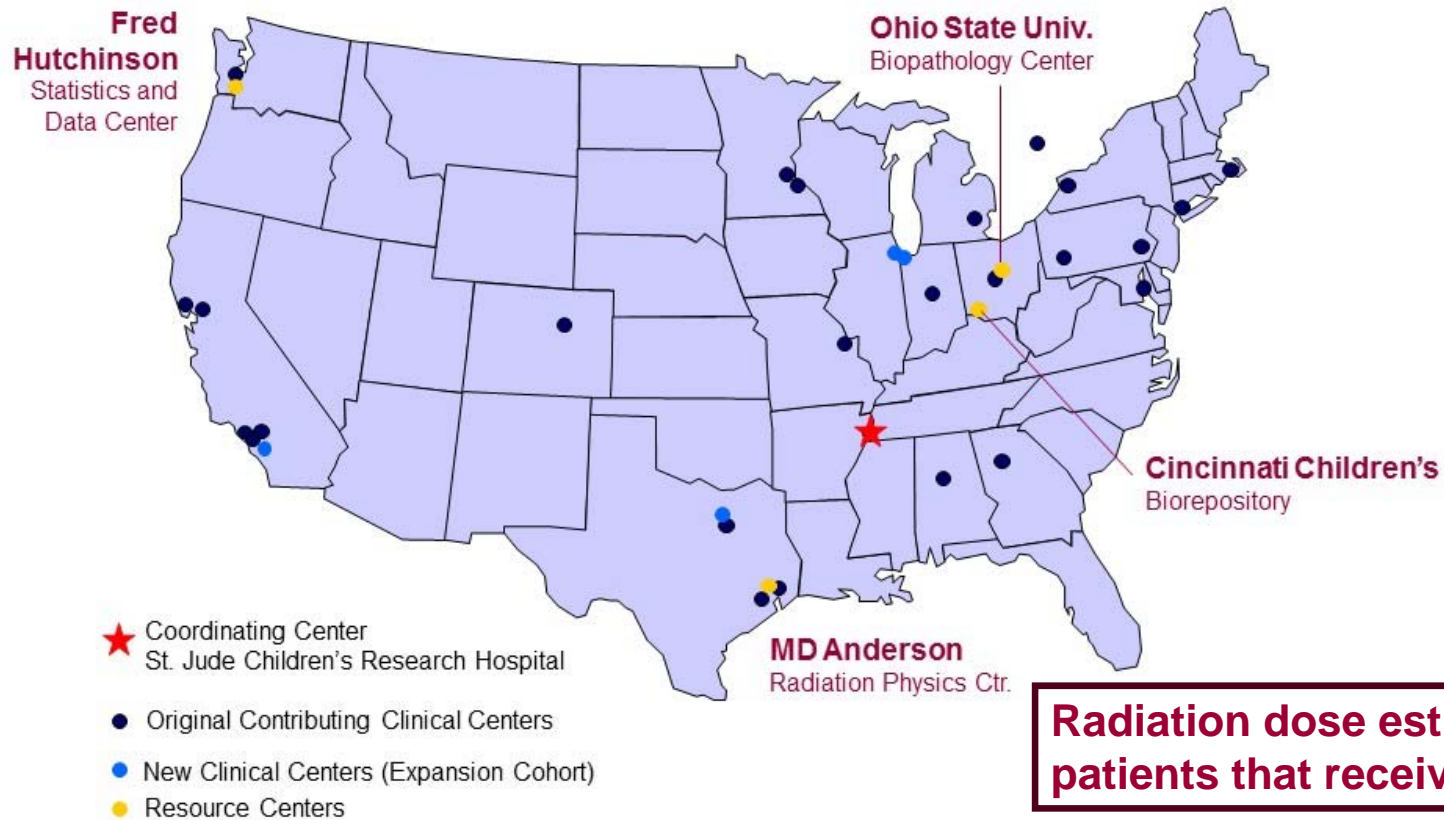 Fred
Hutchinson
Statistics and
Data Center
Ohio State Univ.
Biopathology Center
Cincinnati Children's
Biorepository
MD Anderson
Radiation Physics Ctr.
Coordinating Center
St. Jude Children's Research Hospital
Original Contributing Clinical Centers
New Clinical Centers (Expansion Cohort)
Resource Centers
Radiation dose est
patients that receiv